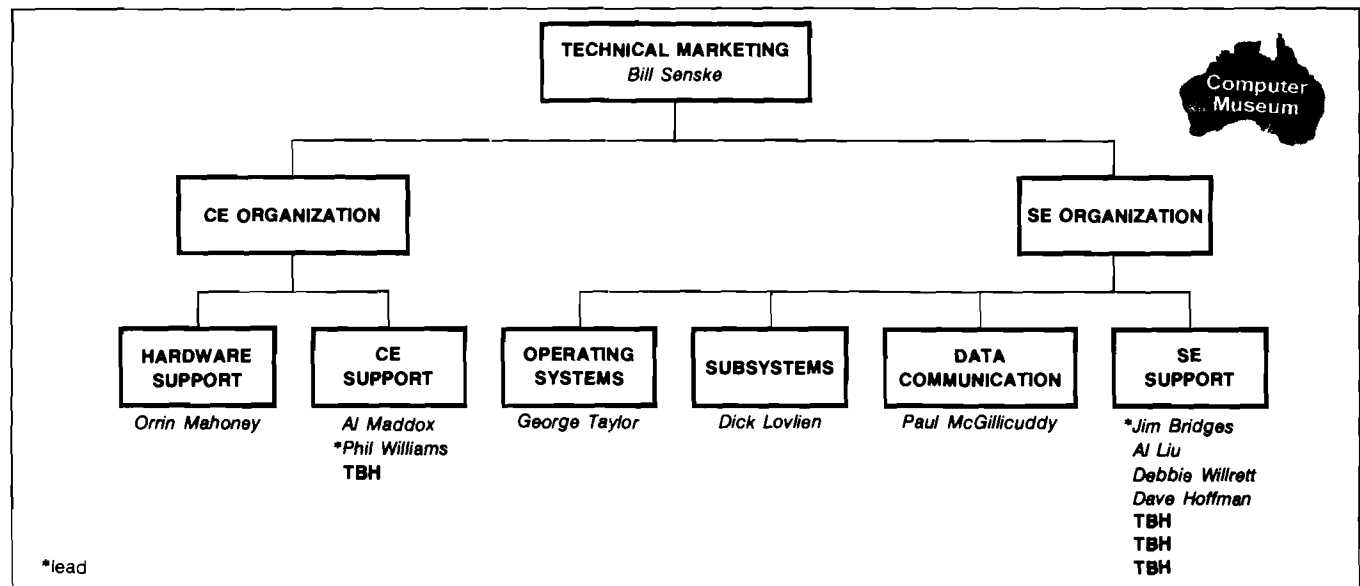 TECHNICAL MARKETING
Bill Senske
Computer
Museum
CE ORGANIZATION
SE ORGANIZATION
HARDWARE
SUPPORT
Orrin Mahoney
CE
SUPPORT
Al Maddox
*Phil Williams
TBH
OPERATING
SYSTEMS
George Taylor
SUBSYSTEMS
Dick Lovlien
DATA
COMMUNICATION
Paul McGillicuddy
SE
SUPPORT
*Jim Bridges
Al Liu
Debbie Willrett
Dave Hoffman
TBH
TBH
TBH
*lead